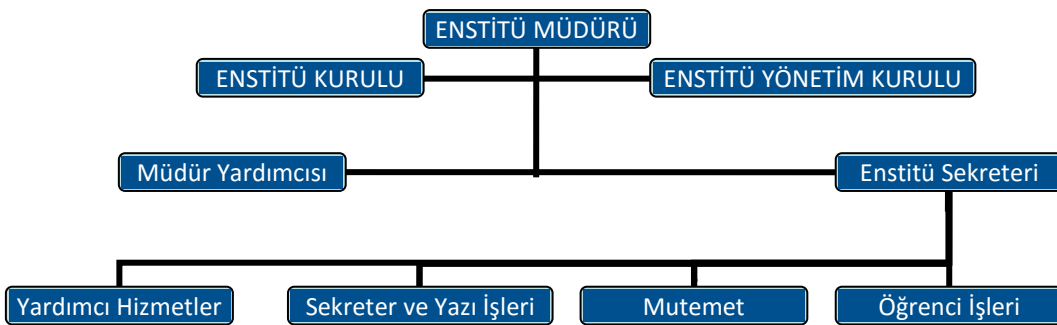 ENSTİTÜ MÜDÜRÜ
ENSTİTÜ KURULU
ENSTİTÜ YÖNETİM KURULU
Müdür Yardımcısı
Enstitü Sekreteri
Yardımcı Hizmetler
Sekreter ve Yazı İşleri
Mutemet
Öğrenci İşleri